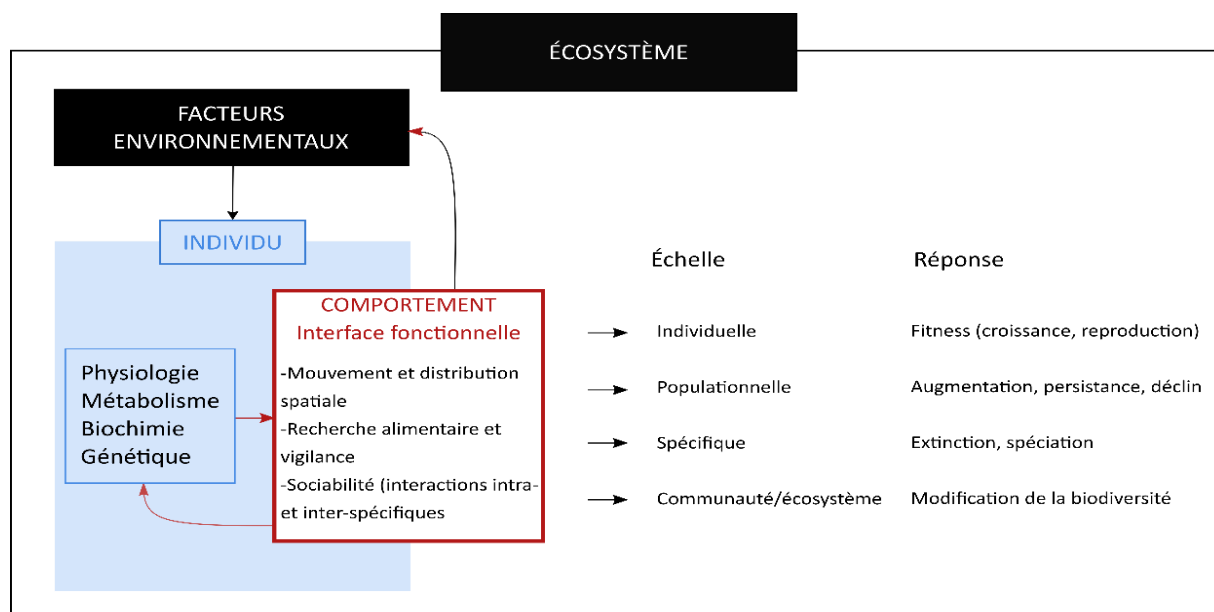 ÉCOSYSTÈME
FACTEURS
ENVIRONNEMENTAUX
INDIVIDU
Physiologie
Métabolisme
Biochimie
Génétique
COMPORTEMENT
Interface fonctionnelle
-Mouvement et distribution
spatiale
-Recherche alimentaire et
vigilance
-Sociabilité (interactions intra-
et inter-spécifiques
Échelle Réponse
Individuelle Fitness (croissance, reproduction)
Populationnelle Augmentation, persistance, déclin
Spécifique Extinction, spéciation
Communauté/écosystème Modification de la biodiversité